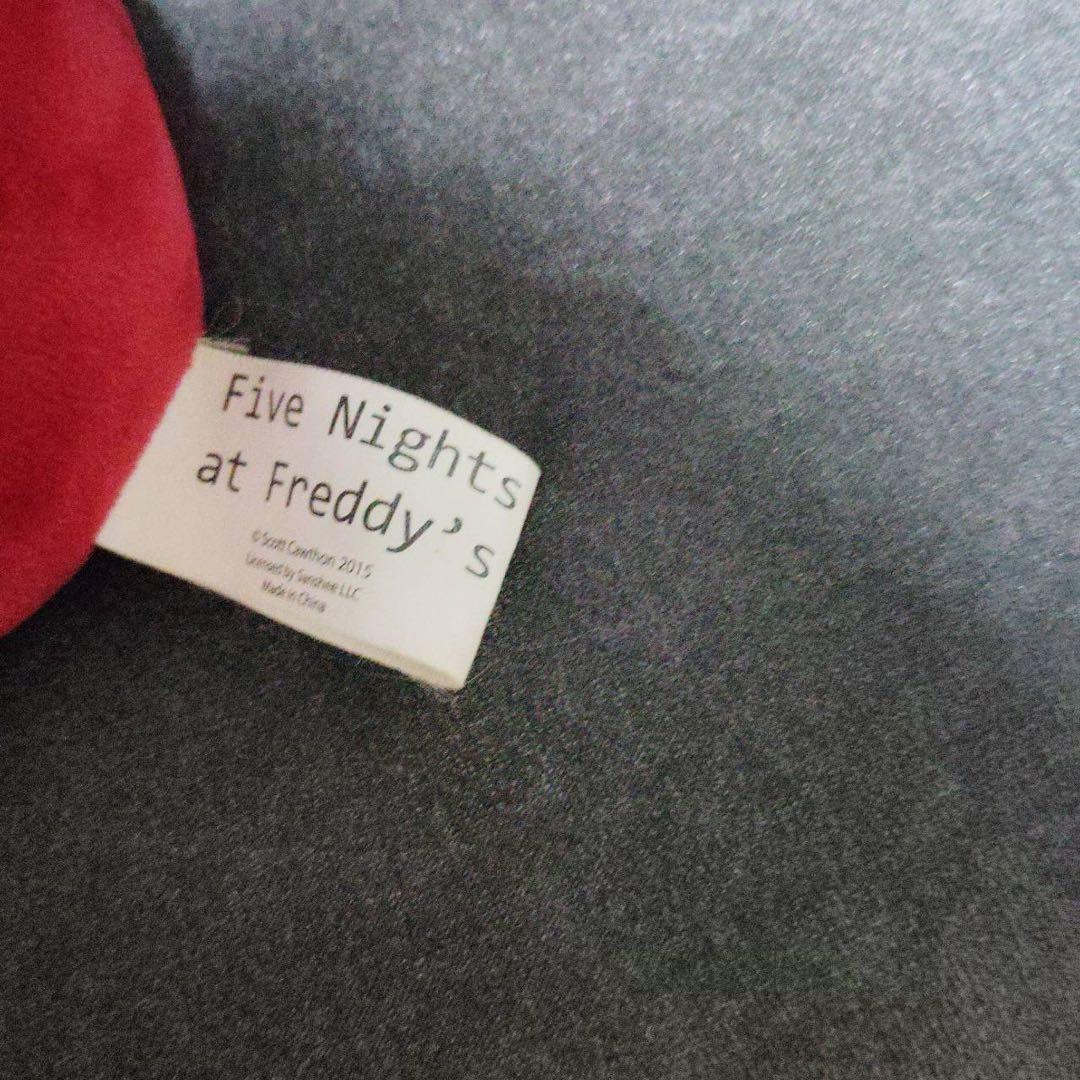 Five Nights
at Freddy's
© Scott Cawthon 2015
Licensed by Sanshee LLC
Made in China